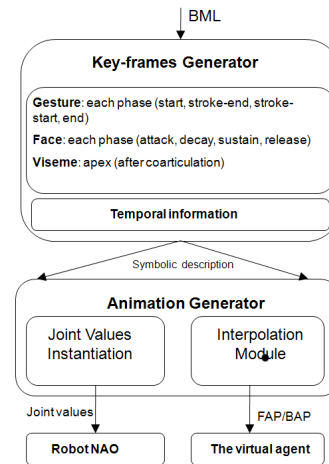 BML
Key-frames Generator
Gesture: each phase (start, stroke-end, stroke-
start, end)
Face: each phase (attack, decay, sustain, release)
Viseme: apex (after coarticulation)
Temporal information
Symbolic description
Animation Generator
Joint Values
Instantiation
Interpolation
Module
Joint values
FAP/BAP
Robot NAO
The virtual agent